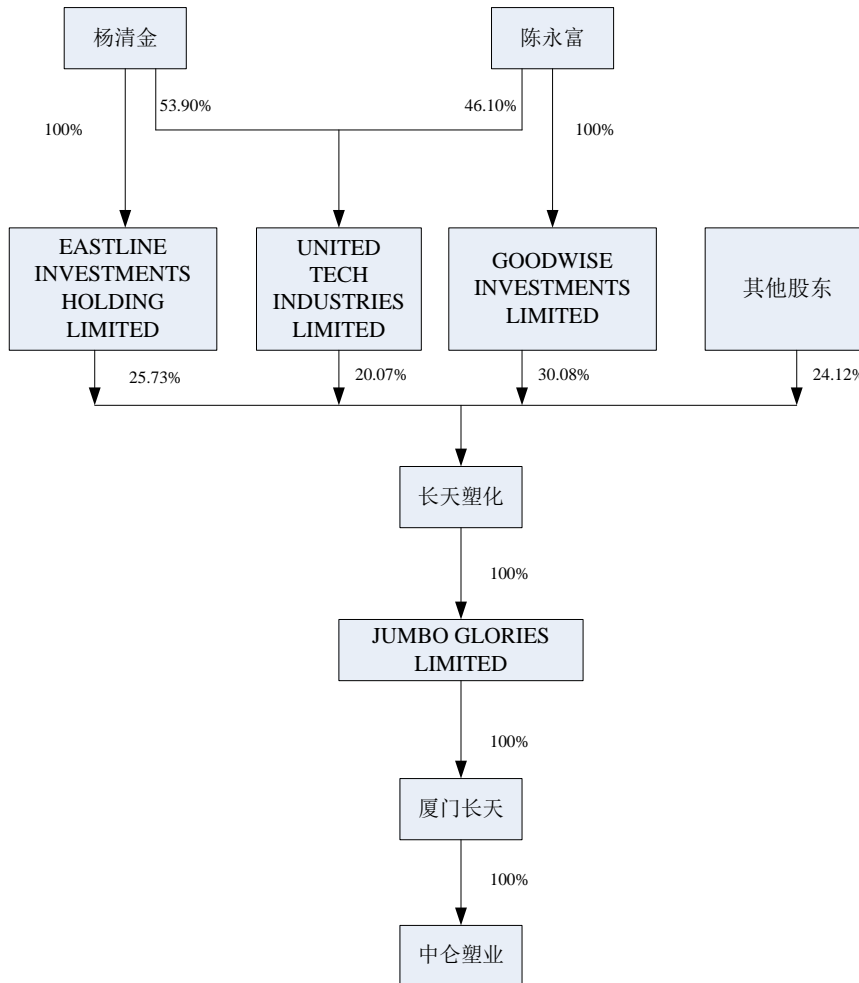 杨清金
陈永富
53.90%
46.10%
100%
100%
EASTLINE
INVESTMENTS
HOLDING
LIMITED
UNITED
TECH
INDUSTRIES
LIMITED
GOODWISE
INVESTMENTS
LIMITED
其他股东
25.73%
20.07%
30.08%
24.12%
长天塑化
100%
JUMBO GLORIES
LIMITED
100%
厦门长天
100%
中仑塑业